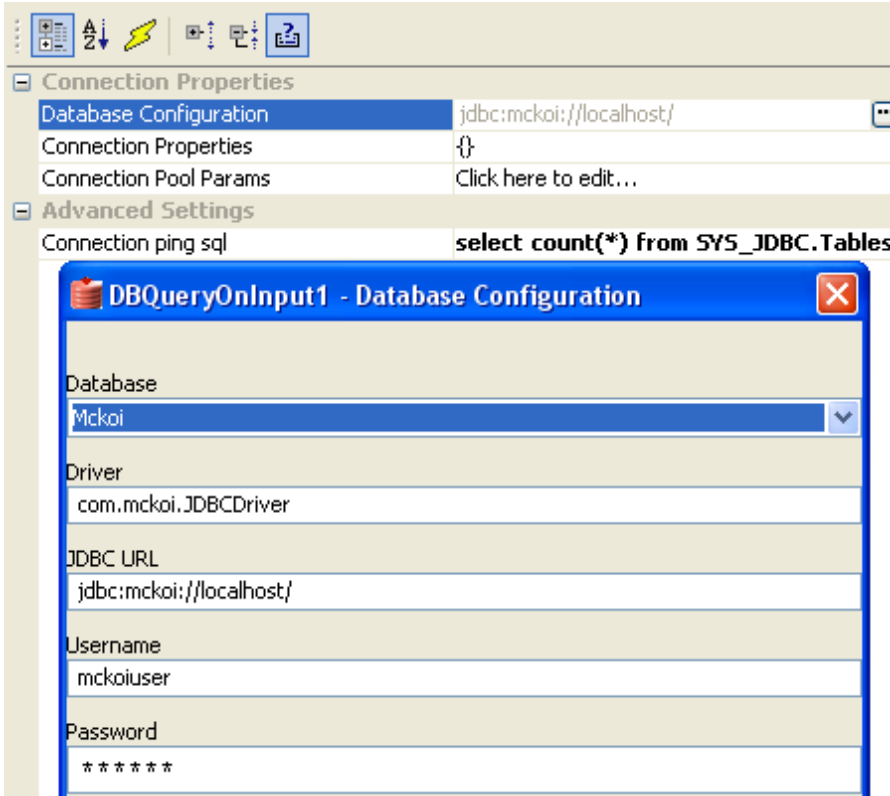 Connection Properties
Database Configuration jdbc:mckoi://localhost/ ...
Connection Properties {}
Connection Pool Params Click here to edit...
Advanced Settings
Connection ping sql select count(*) from SYS_JDBC.Tables
DBQueryOnInput1 - Database Configuration
Database
Mckoi
Driver
com.mckoi.JDBCDriver
JDBC URL
jdbc:mckoi://localhost/
Username
mckoiuser
Password
******